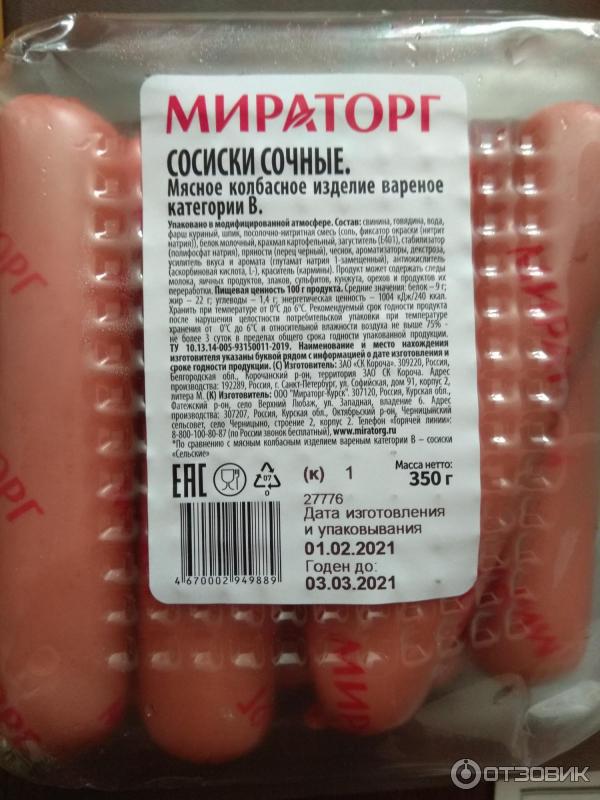 МИРАТОРГ
СОСИСКИ СОЧНЫЕ.
Мясное колбасное изделие вареное
категории В.
Упаковано в модифицированной атмосфере. Состав: свинина, говядина, вода,
фарш куриный, шпик, посолочно-нитритная смесь (соль, фиксатор окраски (нитрит
натрия)), белок молочный, крахмал картофельный, загуститель (Е401), стабилизатор
(полифосфат натрия), пряности (перец черный), чеснок, ароматизаторы, декстроза,
усилитель вкуса и аромата (глутамат натрия 1-замещенный), антиокислитель
(аскорбиновая кислота, L-), краситель (кармины). Продукт может содержать следы
молока, яичных продуктов, злаков, сульфитов, кунжута, орехов и продуктов их
переработки. Пищевая ценность 100 г продукта. Средние значения: белок – 9 г;
жир – 22 г; углеводы – 1,4 г; энергетическая ценность – 1004 кДж/240 ккал.
Хранить при температуре от 0°С до 6°С. Рекомендуемый срок годности продукта
после нарушения целостности потребительской упаковки при температуре
хранения от 0°С до 6°С и относительной влажности воздуха не выше 75% -
не более 3 суток в пределах общего срока годности упакованной продукции.
ТУ 10.13.14-005-93150011-2019. Наименование и место нахождения
изготовителя указаны буквой рядом с информацией о дате изготовления и
сроке годности продукции. (С) Изготовитель: ЗАО «СК Короча». 309220, Россия,
Белгородская обл., Корочанский р-он, территория ЗАО СК Короча. Адрес
производства: 192289, Россия, г. Санкт-Петербург, ул. Софийская, дом 91, корпус 2,
литера М. (К) Изготовитель: ООО "Мираторг-Курск". 307120, Россия, Курская обл.,
Фатежский р-он, село Верхний Любаж, ул. Западная, владение 6. Адрес
производства: 307207, Россия, Курская обл., Октябрьский р-он, Черницынский
сельсовет, село Черницыно, строение 2, корпус 2. Телефон «Горячей линии»:
8-800-100-80-87 (по России звонок бесплатный), www.miratorg.ru
*По сравнению с мясным колбасным изделием вареным категории В – сосиски
«Сельские»
EAC
07
(к) 1
Масса нетто:
350 г
27776
Дата изготовления
и упаковывания
01.02.2021
Годен до:
03.03.2021
4 670002 949889
МИРАТОРГ
ОТЗОВИК